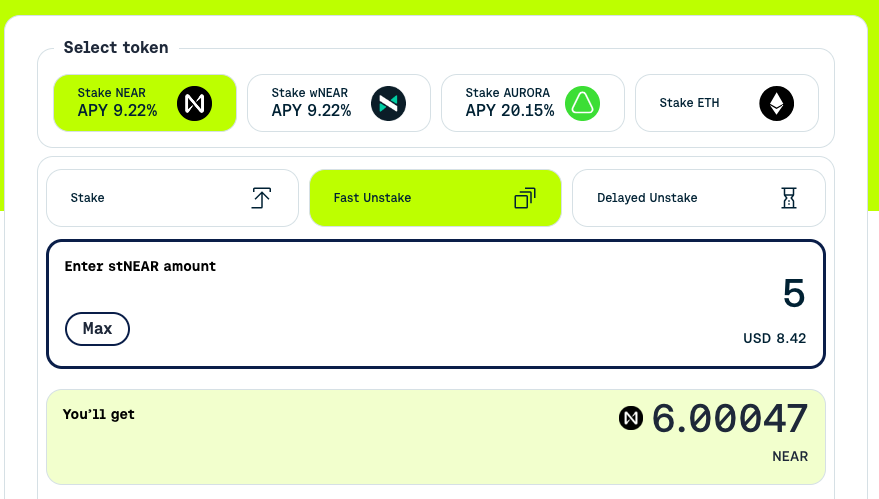 Select token
Stake NEAR
APY 9.22%
Stake wNEAR
APY 9.22%
Stake AURORA
APY 20.15%
Stake ETH
Stake
Fast Unstake
Delayed Unstake
Enter stNEAR amount
5
Max
USD 8.42
You’ll get
6.00047
NEAR